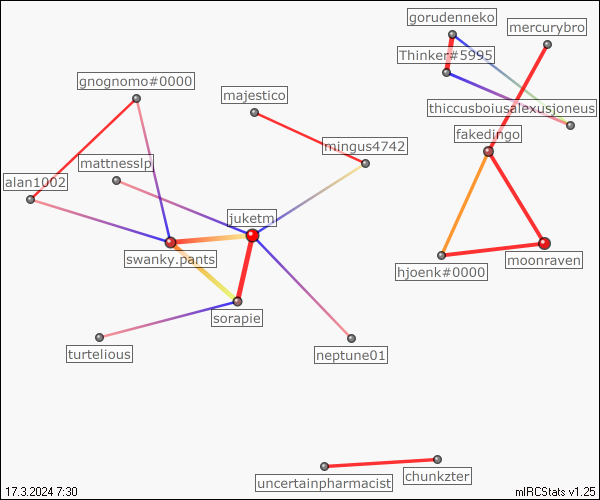 gorudenneko
mercurybro
Thinker#5995
gnognomo#0000
majestico
thiccusboiusalexusjoneus
fakedingo
mingus4742
mattnesslp
alan1002
juketm
swanky.pants
moonraven
hjoenk#0000
sorapie
turtelious
neptune01
uncertainpharmacist
chunkzter
17.3.2024 7:30
mIRCStats v1.25